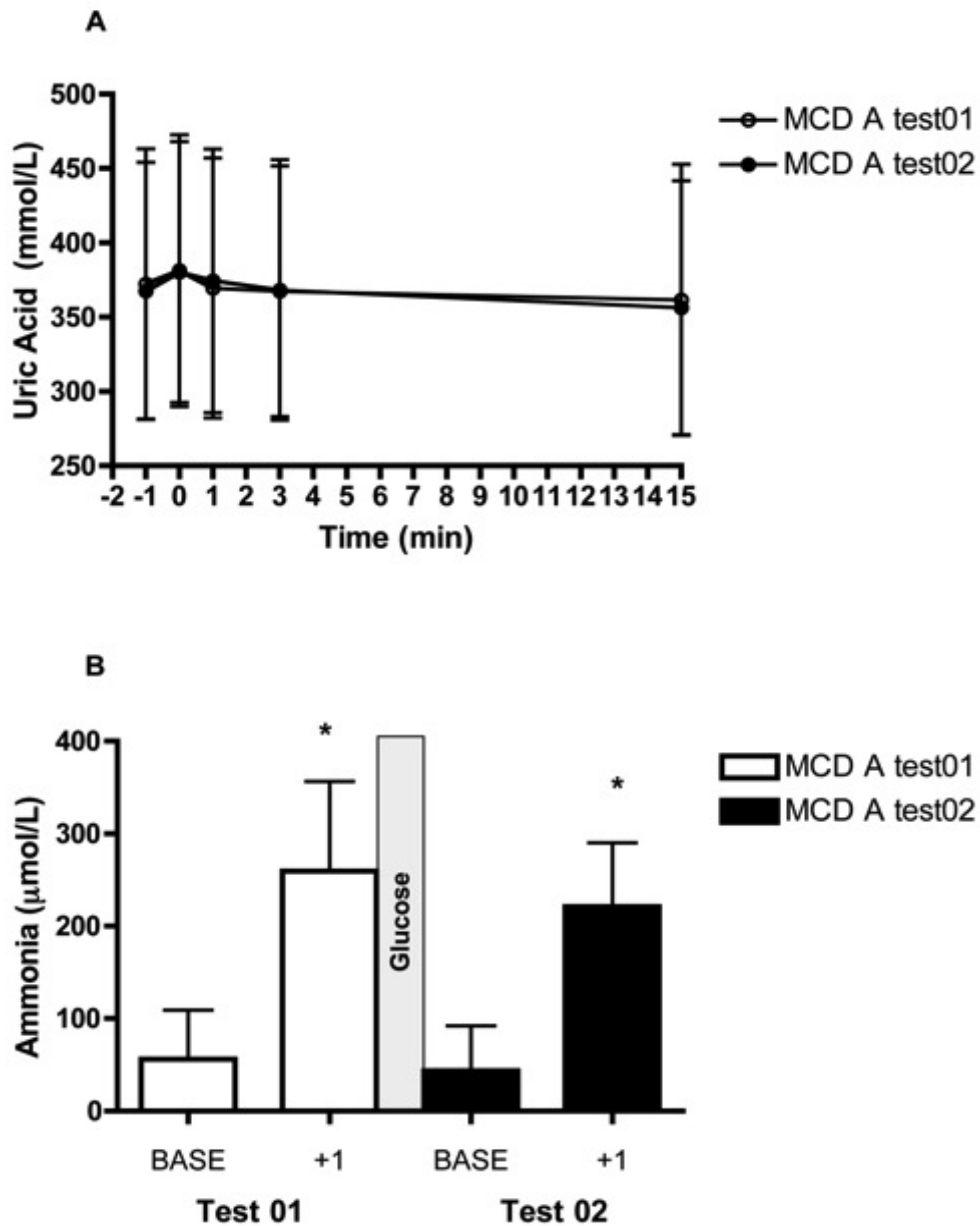 A
500
450
400
350
300
250
Uric Acid (mmol/L)
-2 -1 0 1 2 3 4 5 6 7 8 9 10 11 12 13 14 15
Time (min)
MCD A test01
MCD A test02
B
400
300
200
100
0
Ammonia (μmol/L)
*
Glucose
*
MCD A test01
MCD A test02
BASE +1 BASE +1
Test 01 Test 02